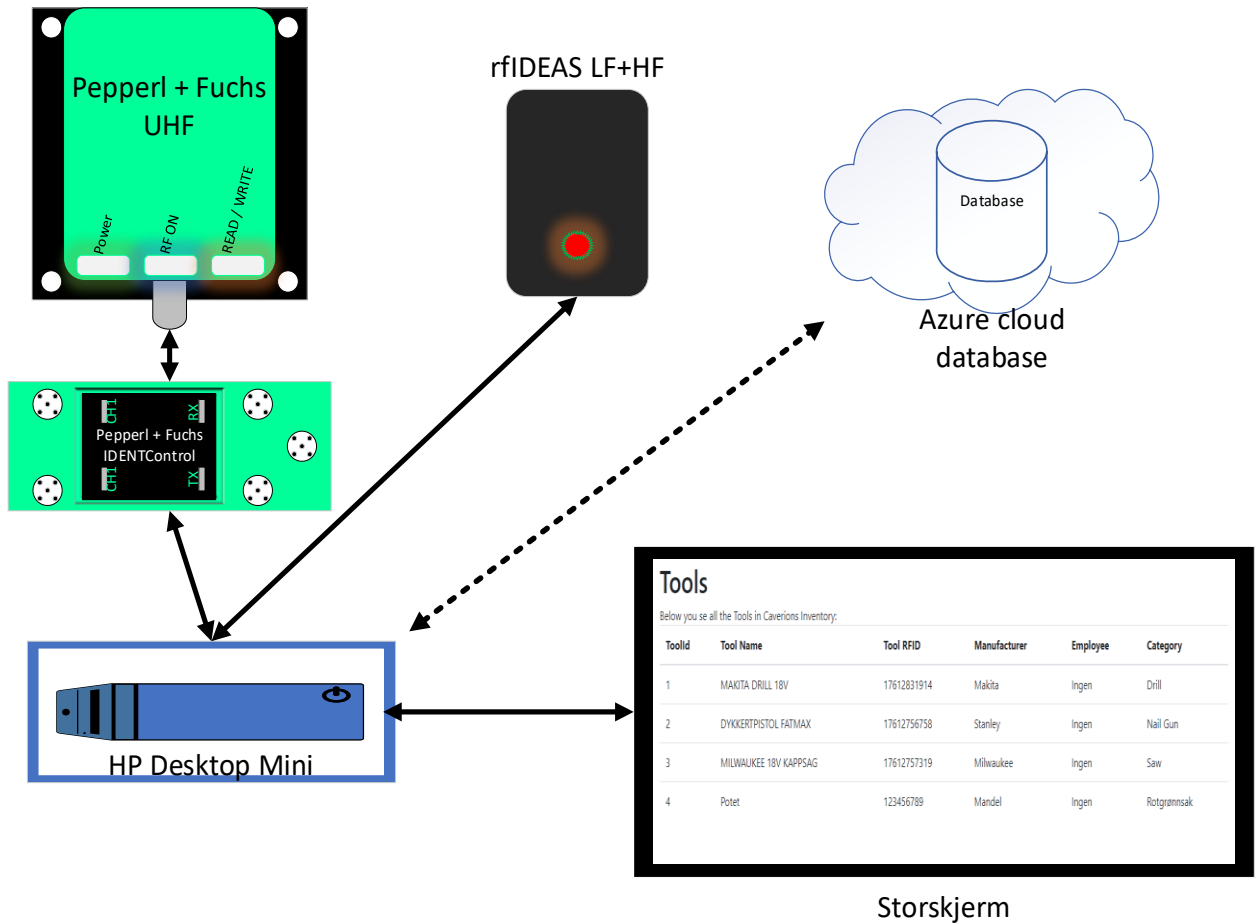 Pepperl + Fuchs
UHF
Power
RF ON
READ / WRITE
rfIDEAS LF+HF
Database
Azure cloud
database
CH1
RX
Pepperl + Fuchs
IDENTControl
CH1
TX
HP Desktop Mini
Tools
Below you se all the Tools in Caverions Inventory:
ToolId Tool Name Tool RFID Manufacturer Employee Category
1 MAKITA DRILL 18V 17612831914 Makita Ingen Drill
2 DYKKERTPISTOL FATMAX 17612756758 Stanley Ingen Nail Gun
3 MILWAUKEE 18V KAPPSAG 17612757319 Milwaukee Ingen Saw
4 Potet 123456789 Mandel Ingen Rotgrønnsak
Storskjerm